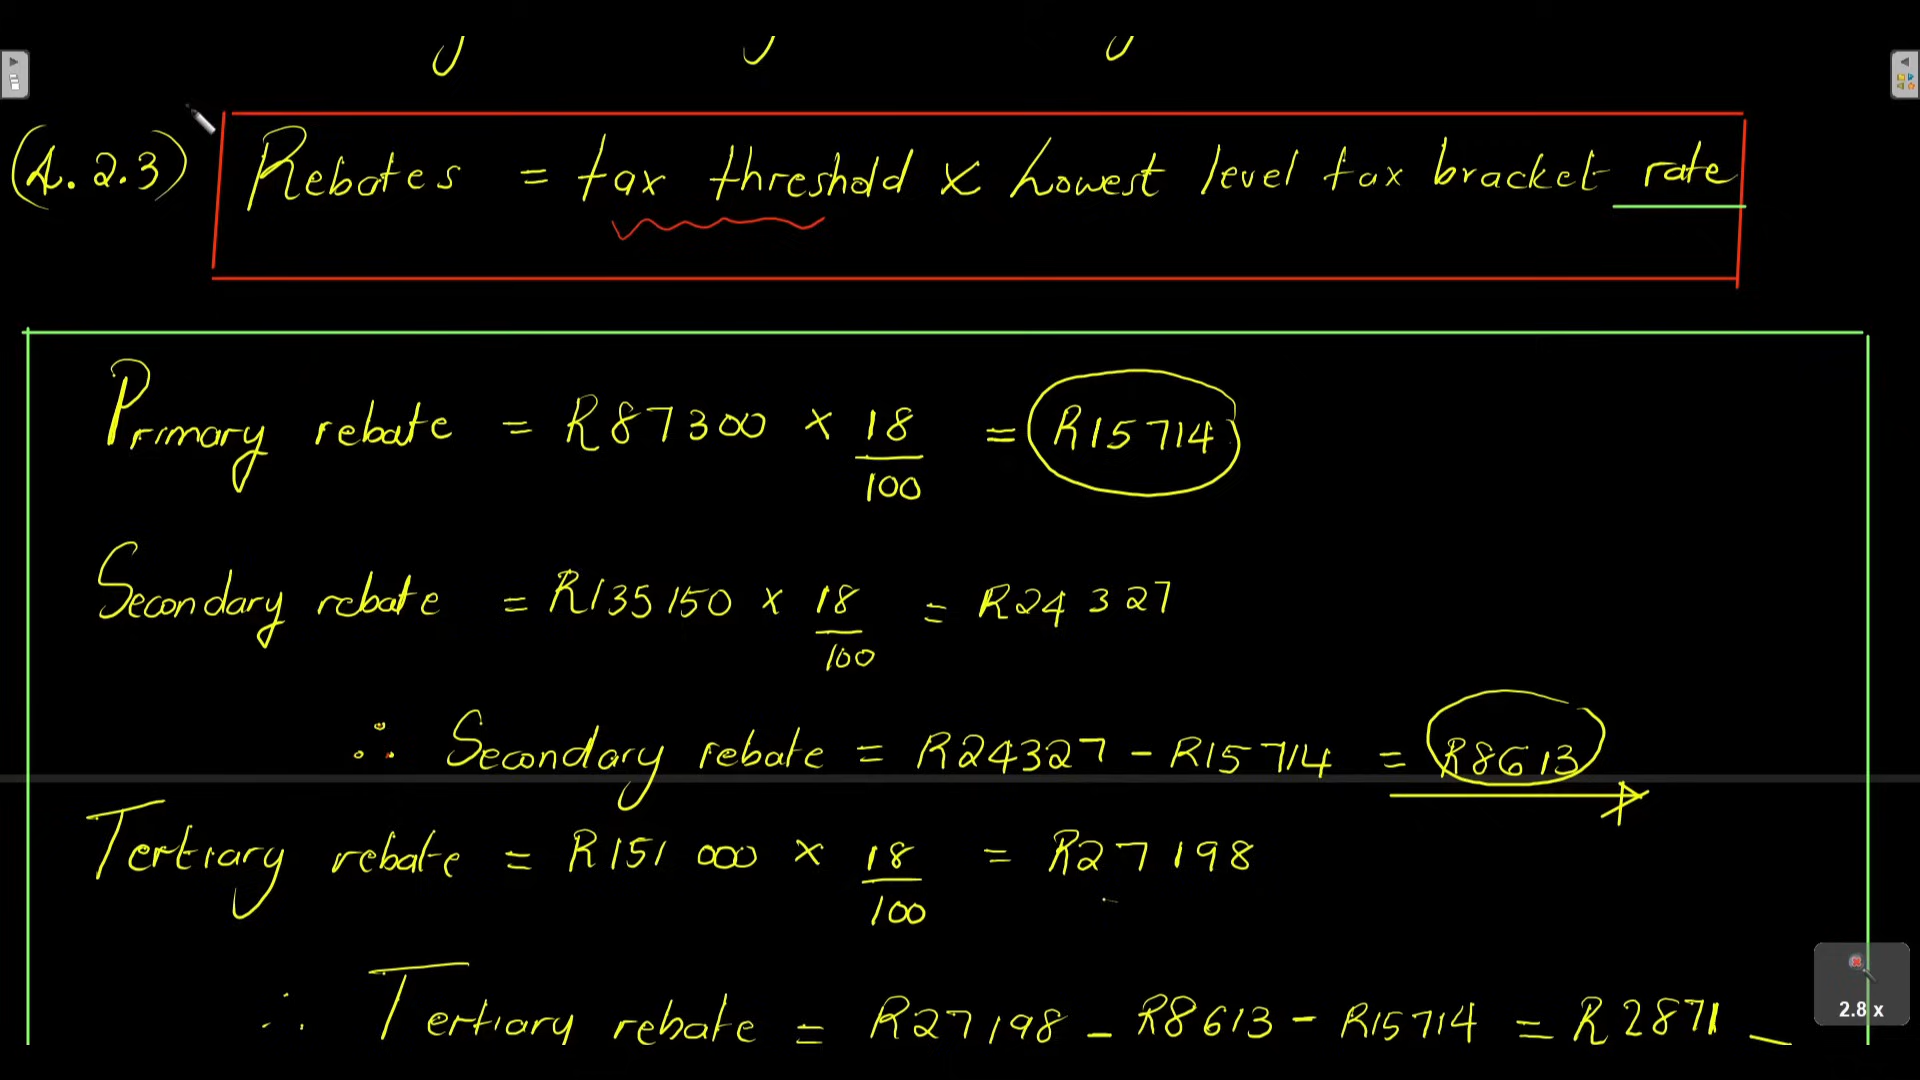 (A.2.3) Rebates = tax threshold x Lowest level tax bracket rate
Primary rebate = R87300 x 18/100 = R15714
Secondary rebate = R135150 x 18/100 = R24327
∴ Secondary rebate = R24327 - R15714 = R8613
Tertiary rebate = R151 000 x 18/100 = R27198
∴ Tertiary rebate = R27198 - R8613 - R15714 = R2871
2.8 x